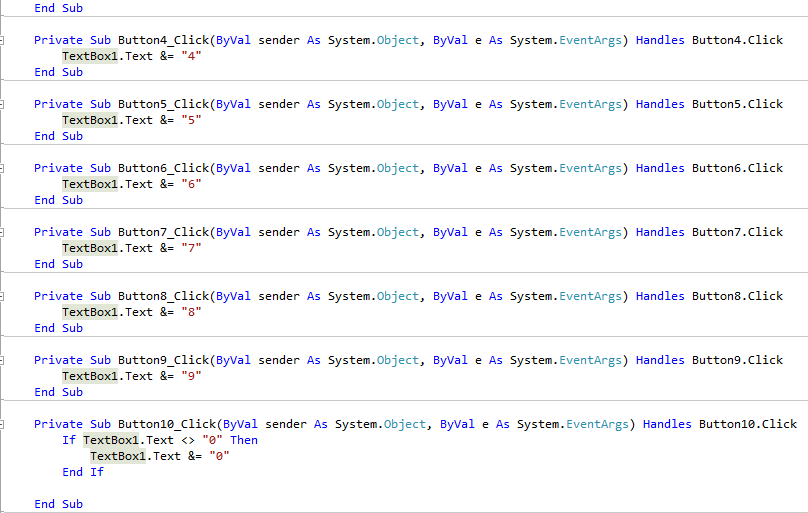 End Sub
Private Sub Button4_Click(ByVal sender As System.Object, ByVal e As System.EventArgs) Handles Button4.Click
TextBox1.Text &= "4"
End Sub
Private Sub Button5_Click(ByVal sender As System.Object, ByVal e As System.EventArgs) Handles Button5.Click
TextBox1.Text &= "5"
End Sub
Private Sub Button6_Click(ByVal sender As System.Object, ByVal e As System.EventArgs) Handles Button6.Click
TextBox1.Text &= "6"
End Sub
Private Sub Button7_Click(ByVal sender As System.Object, ByVal e As System.EventArgs) Handles Button7.Click
TextBox1.Text &= "7"
End Sub
Private Sub Button8_Click(ByVal sender As System.Object, ByVal e As System.EventArgs) Handles Button8.Click
TextBox1.Text &= "8"
End Sub
Private Sub Button9_Click(ByVal sender As System.Object, ByVal e As System.EventArgs) Handles Button9.Click
TextBox1.Text &= "9"
End Sub
Private Sub Button10_Click(ByVal sender As System.Object, ByVal e As System.EventArgs) Handles Button10.Click
If TextBox1.Text <> "0" Then
TextBox1.Text &= "0"
End If
End Sub